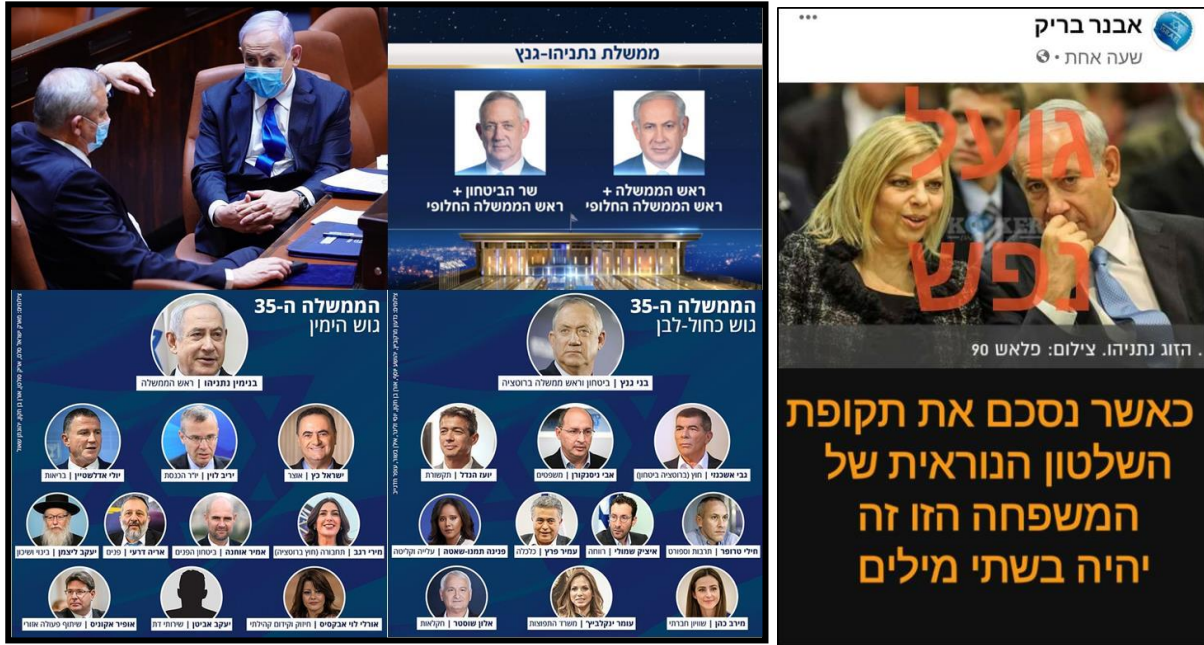 ממשלת נתניהו-גנץ
ראש הממשלה +
ראש הממשלה החלופי
שר הביטחון +
ראש הממשלה החלופי
הממשלה ה-35
גוש כחול-לבן
בני גנץ | ביטחון וראש ממשלה ברוטציה
גבי אשכנזי | חוץ (ברוטציה ביטחון)
אבי ניסנקורן | משפטים
יועז הנדל | תקשורת
חילי טרופר | תרבות וספורט
איציק שמולי | רווחה
עמיר פרץ | כלכלה
פנינה תמנו-שאטה | עלייה וקליטה
מירב כהן | שוויון חברתי
עומר ינקלביץ' | משרד התפוצות
אלון שוסטר | חקלאות
הממשלה ה-35
גוש הימין
בנימין נתניהו | ראש הממשלה
ישראל כץ | אוצר
יריב לוין | יו"ר הכנסת
יולי אדלשטיין | בריאות
מירי רגב | תחבורה (חוץ ברוטציה)
אמיר אוחנה | ביטחון הפנים
אריה דרעי | פנים
יעקב ליצמן | בינוי ושיכון
אורלי לוי אבקסיס | חיזוק וקידום קהילתי
יעקב אביטן | שירותי דת
אופיר אקוניס | שיתוף פעולה אזורי
אבנר בריק
שעה אחת
גועל
נפש
. הזוג נתניהו. צילום: פלאש 90
כאשר נסכם את תקופת
השלטון הנוראית של
המשפחה הזו זה
יהיה בשתי מילים